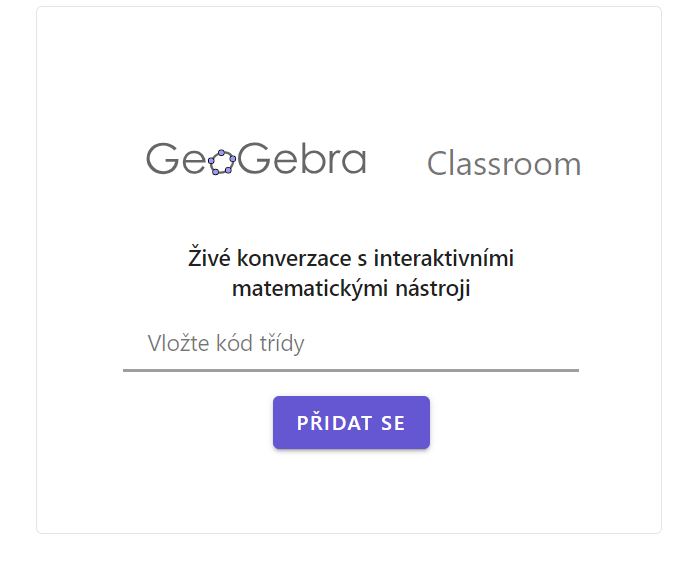 GeoGebra Classroom
Živé konverzace s interaktivními
matematickými nástroji
Vložte kód třídy
PŘIDAT SE